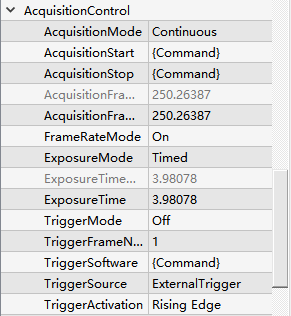 AcquisitionControl
AcquisitionMode Continuous
AcquisitionStart {Command}
AcquisitionStop {Command}
AcquisitionFra... 250.26387
AcquisitionFra... 250.26387
FrameRateMode On
ExposureMode Timed
ExposureTime... 3.98078
ExposureTime 3.98078
TriggerMode Off
TriggerFrameN... 1
TriggerSoftware {Command}
TriggerSource ExternalTrigger
TriggerActivation Rising Edge